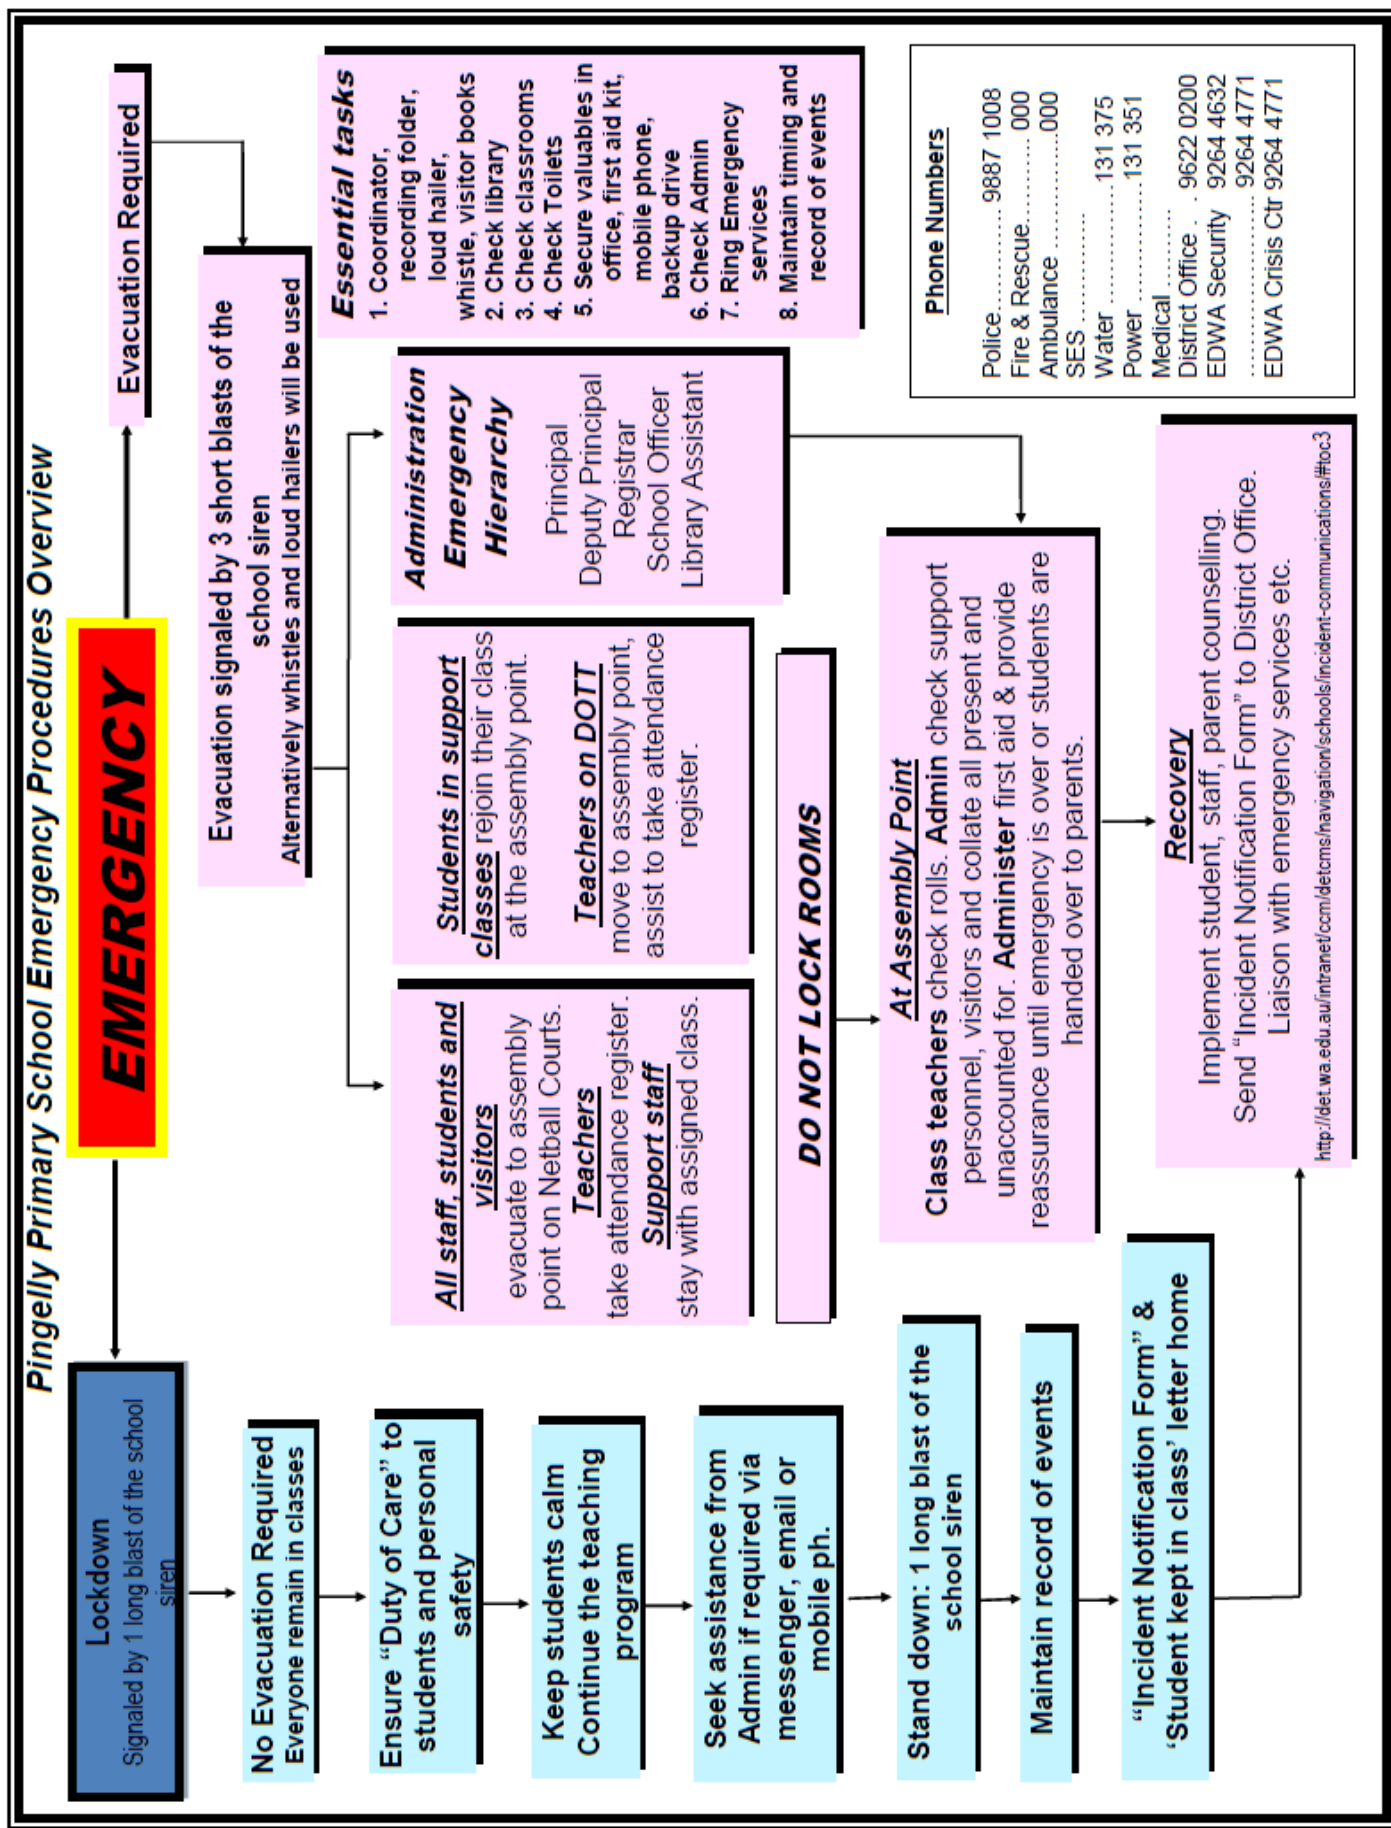 Pingelly Primary School Emergency Procedures Overview
EMERGENCY
Lockdown
Signaled by 1 long blast of the school
siren
No Evacuation Required
Everyone remain in classes
Ensure “Duty of Care” to
students and personal
safety
Keep students calm
Continue the teaching
program
Seek assistance from
Admin if required via
messenger, email or
mobile ph.
Stand down: 1 long blast of the
school siren
Maintain record of events
“Incident Notification Form” &
‘Student kept in class’ letter home
Evacuation Required
Evacuation signaled by 3 short blasts of the
school siren
Alternatively whistles and loud hailers will be used
All staff, students and
visitors
evacuate to assembly
point on Netball Courts.
Teachers
take attendance register.
Support staff
stay with assigned class.
Students in support
classes rejoin their class
at the assembly point.
Teachers on DOTT
move to assembly point,
assist to take attendance
register.
Administration
Emergency
Hierarchy
Principal
Deputy Principal
Registrar
School Officer
Library Assistant
Essential tasks
1. Coordinator,
recording folder,
loud hailer,
whistle, visitor books
2. Check library
3. Check classrooms
4. Check Toilets
5. Secure valuables in
office, first aid kit,
mobile phone,
backup drive
6. Check Admin
7. Ring Emergency
services
8. Maintain timing and
record of events
DO NOT LOCK ROOMS
At Assembly Point
Class teachers check rolls. Admin check support
personnel, visitors and collate all present and
unaccounted for. Administer first aid & provide
reassurance until emergency is over or students are
handed over to parents.
Recovery
Implement student, staff, parent counselling.
Send “Incident Notification Form” to District Office.
Liaison with emergency services etc.
http://det.wa.edu.au/intranet/ccm/detcms/navigation/schools/incident-communications/#toc3
Phone Numbers
Police............ 9887 1008
Fire & Rescue.......... 000
Ambulance .............000
SES ...............
Water ..............131 375
Power .............131 351
Medical..........
District Office . . 9622 0200
EDWA Security 9264 4632
........................ 9264 4771
EDWA Crisis Ctr 9264 4771